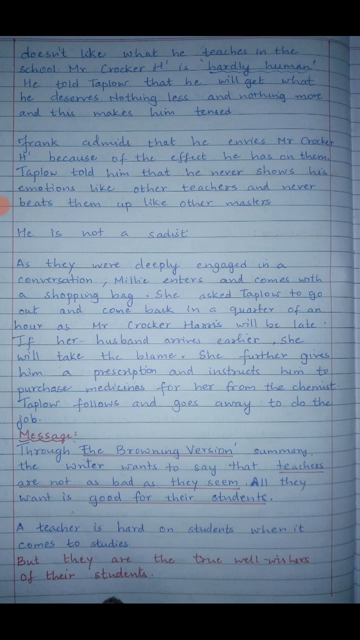 doesn't like what he teaches in the
school. Mr. Crocker H' is 'hardly human'
He told Taplow that he will get what
he deserves Nothing less and nothing more
and this makes him tensed
Frank admids that he envies Mr Crocker
H' because of the effect he has on them.
Taplow told him that he never shows his
emotions like other teachers and never
beats them up like other masters
He is not a sadist
As they were deeply engaged in a
conversation, Millie enters and comes with
a shopping bag. She asked Taplow to go
out and come back in a quarter of an
hour as Mr Crocker Harris will be late.
If her husband arrives earlier, she
will take the blame. She further gives
him a prescription and instructs him to
purchase medicines for her from the chemist.
Taplow follows and goes away to do the
job.
Message:
Through 'The Browning Version' summary,
the writer wants to say that teachers
are not as bad as they seem. All they
want is good for their students.
A teacher is hard on students when it
comes to studies
But they are the true well-wishers
of their students.